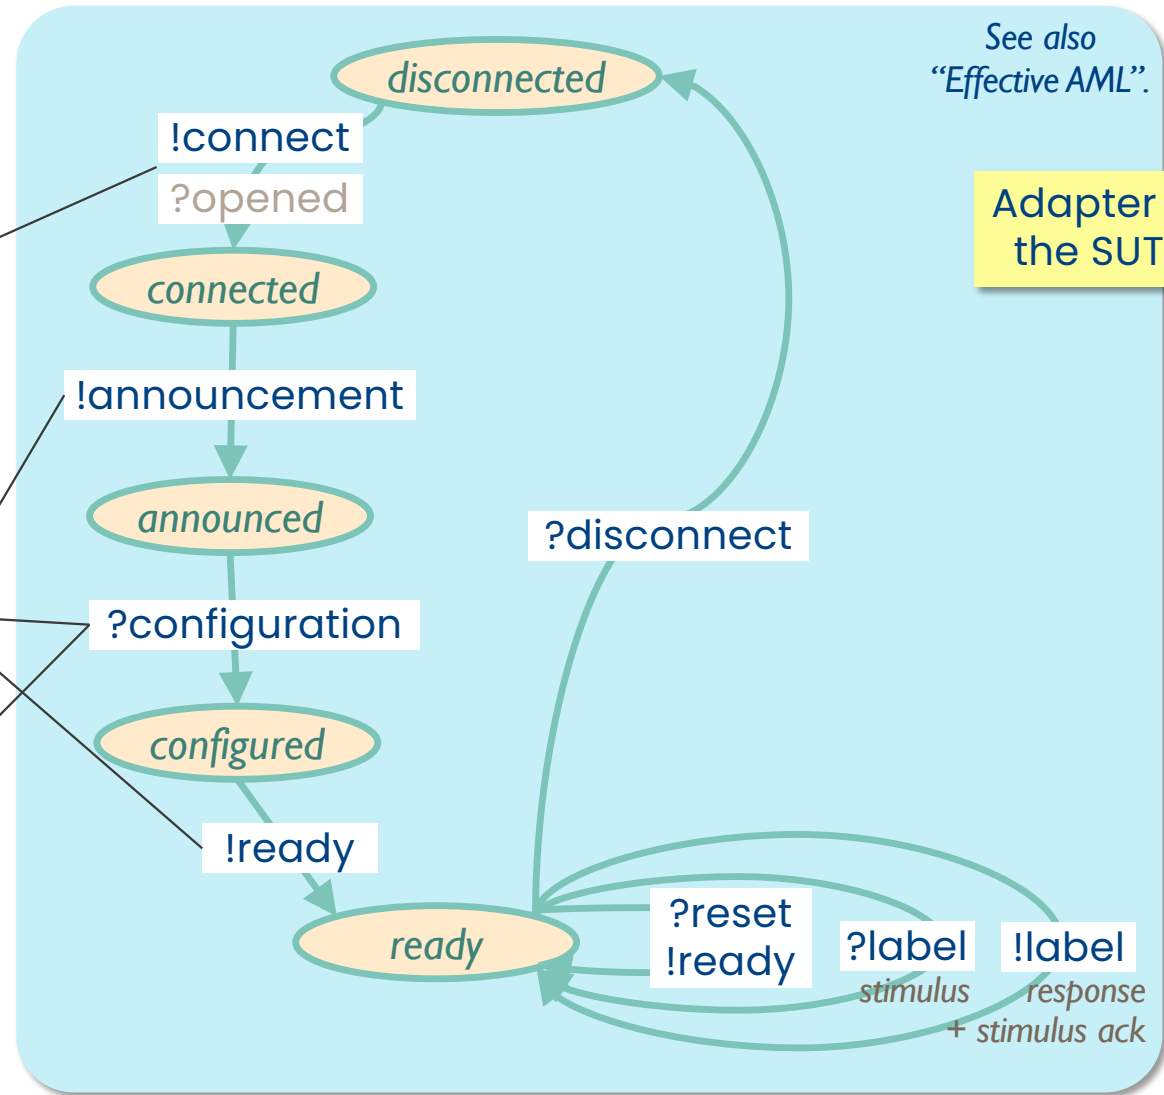 See also
“Effective AML”.
disconnected
!connect
?opened
Adapter
the SUT
connected
!announcement
announced
?disconnect
?configuration
configured
!ready
ready
?reset
!ready
?label
!label
stimulus
response
+ stimulus ack